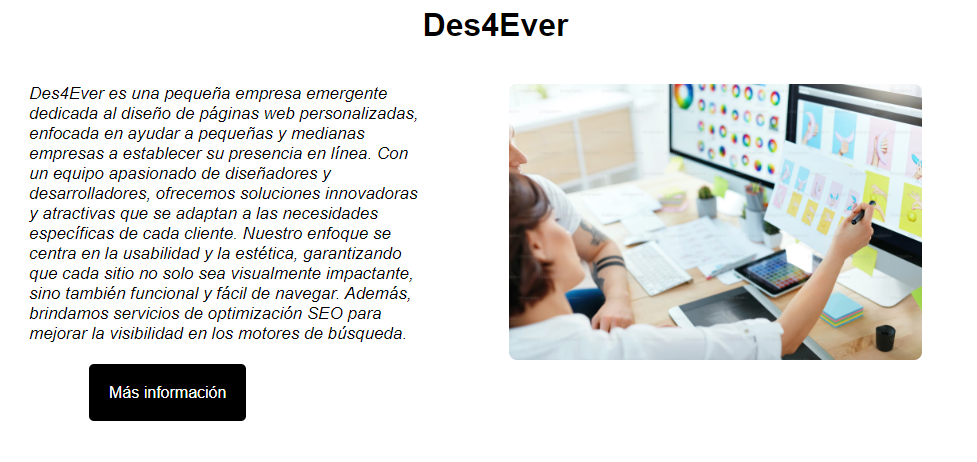 Des4Ever
Des4Ever es una pequeña empresa emergente
dedicada al diseño de páginas web personalizadas,
enfocada en ayudar a pequeñas y medianas
empresas a establecer su presencia en línea. Con
un equipo apasionado de diseñadores y
desarrolladores, ofrecemos soluciones innovadoras
y atractivas que se adaptan a las necesidades
específicas de cada cliente. Nuestro enfoque se
centra en la usabilidad y la estética, garantizando
que cada sitio no solo sea visualmente impactante,
sino también funcional y fácil de navegar. Además,
brindamos servicios de optimización SEO para
mejorar la visibilidad en los motores de búsqueda.
Más información